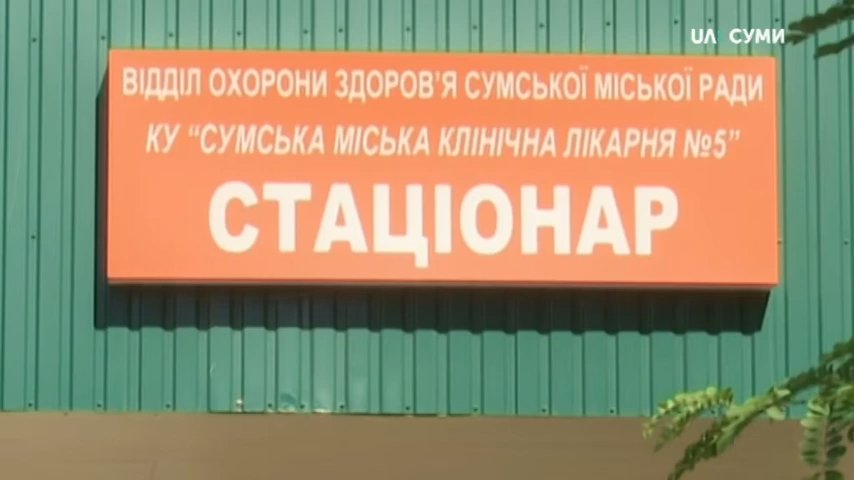 UA: СУМИ
ВІДДІЛ ОХОРОНИ ЗДОРОВ'Я СУМСЬКОЇ МІСЬКОЇ РАДИ
КУ "СУМСЬКА МІСЬКА КЛІНІЧНА ЛІКАРНЯ №5"
СТАЦІОНАР